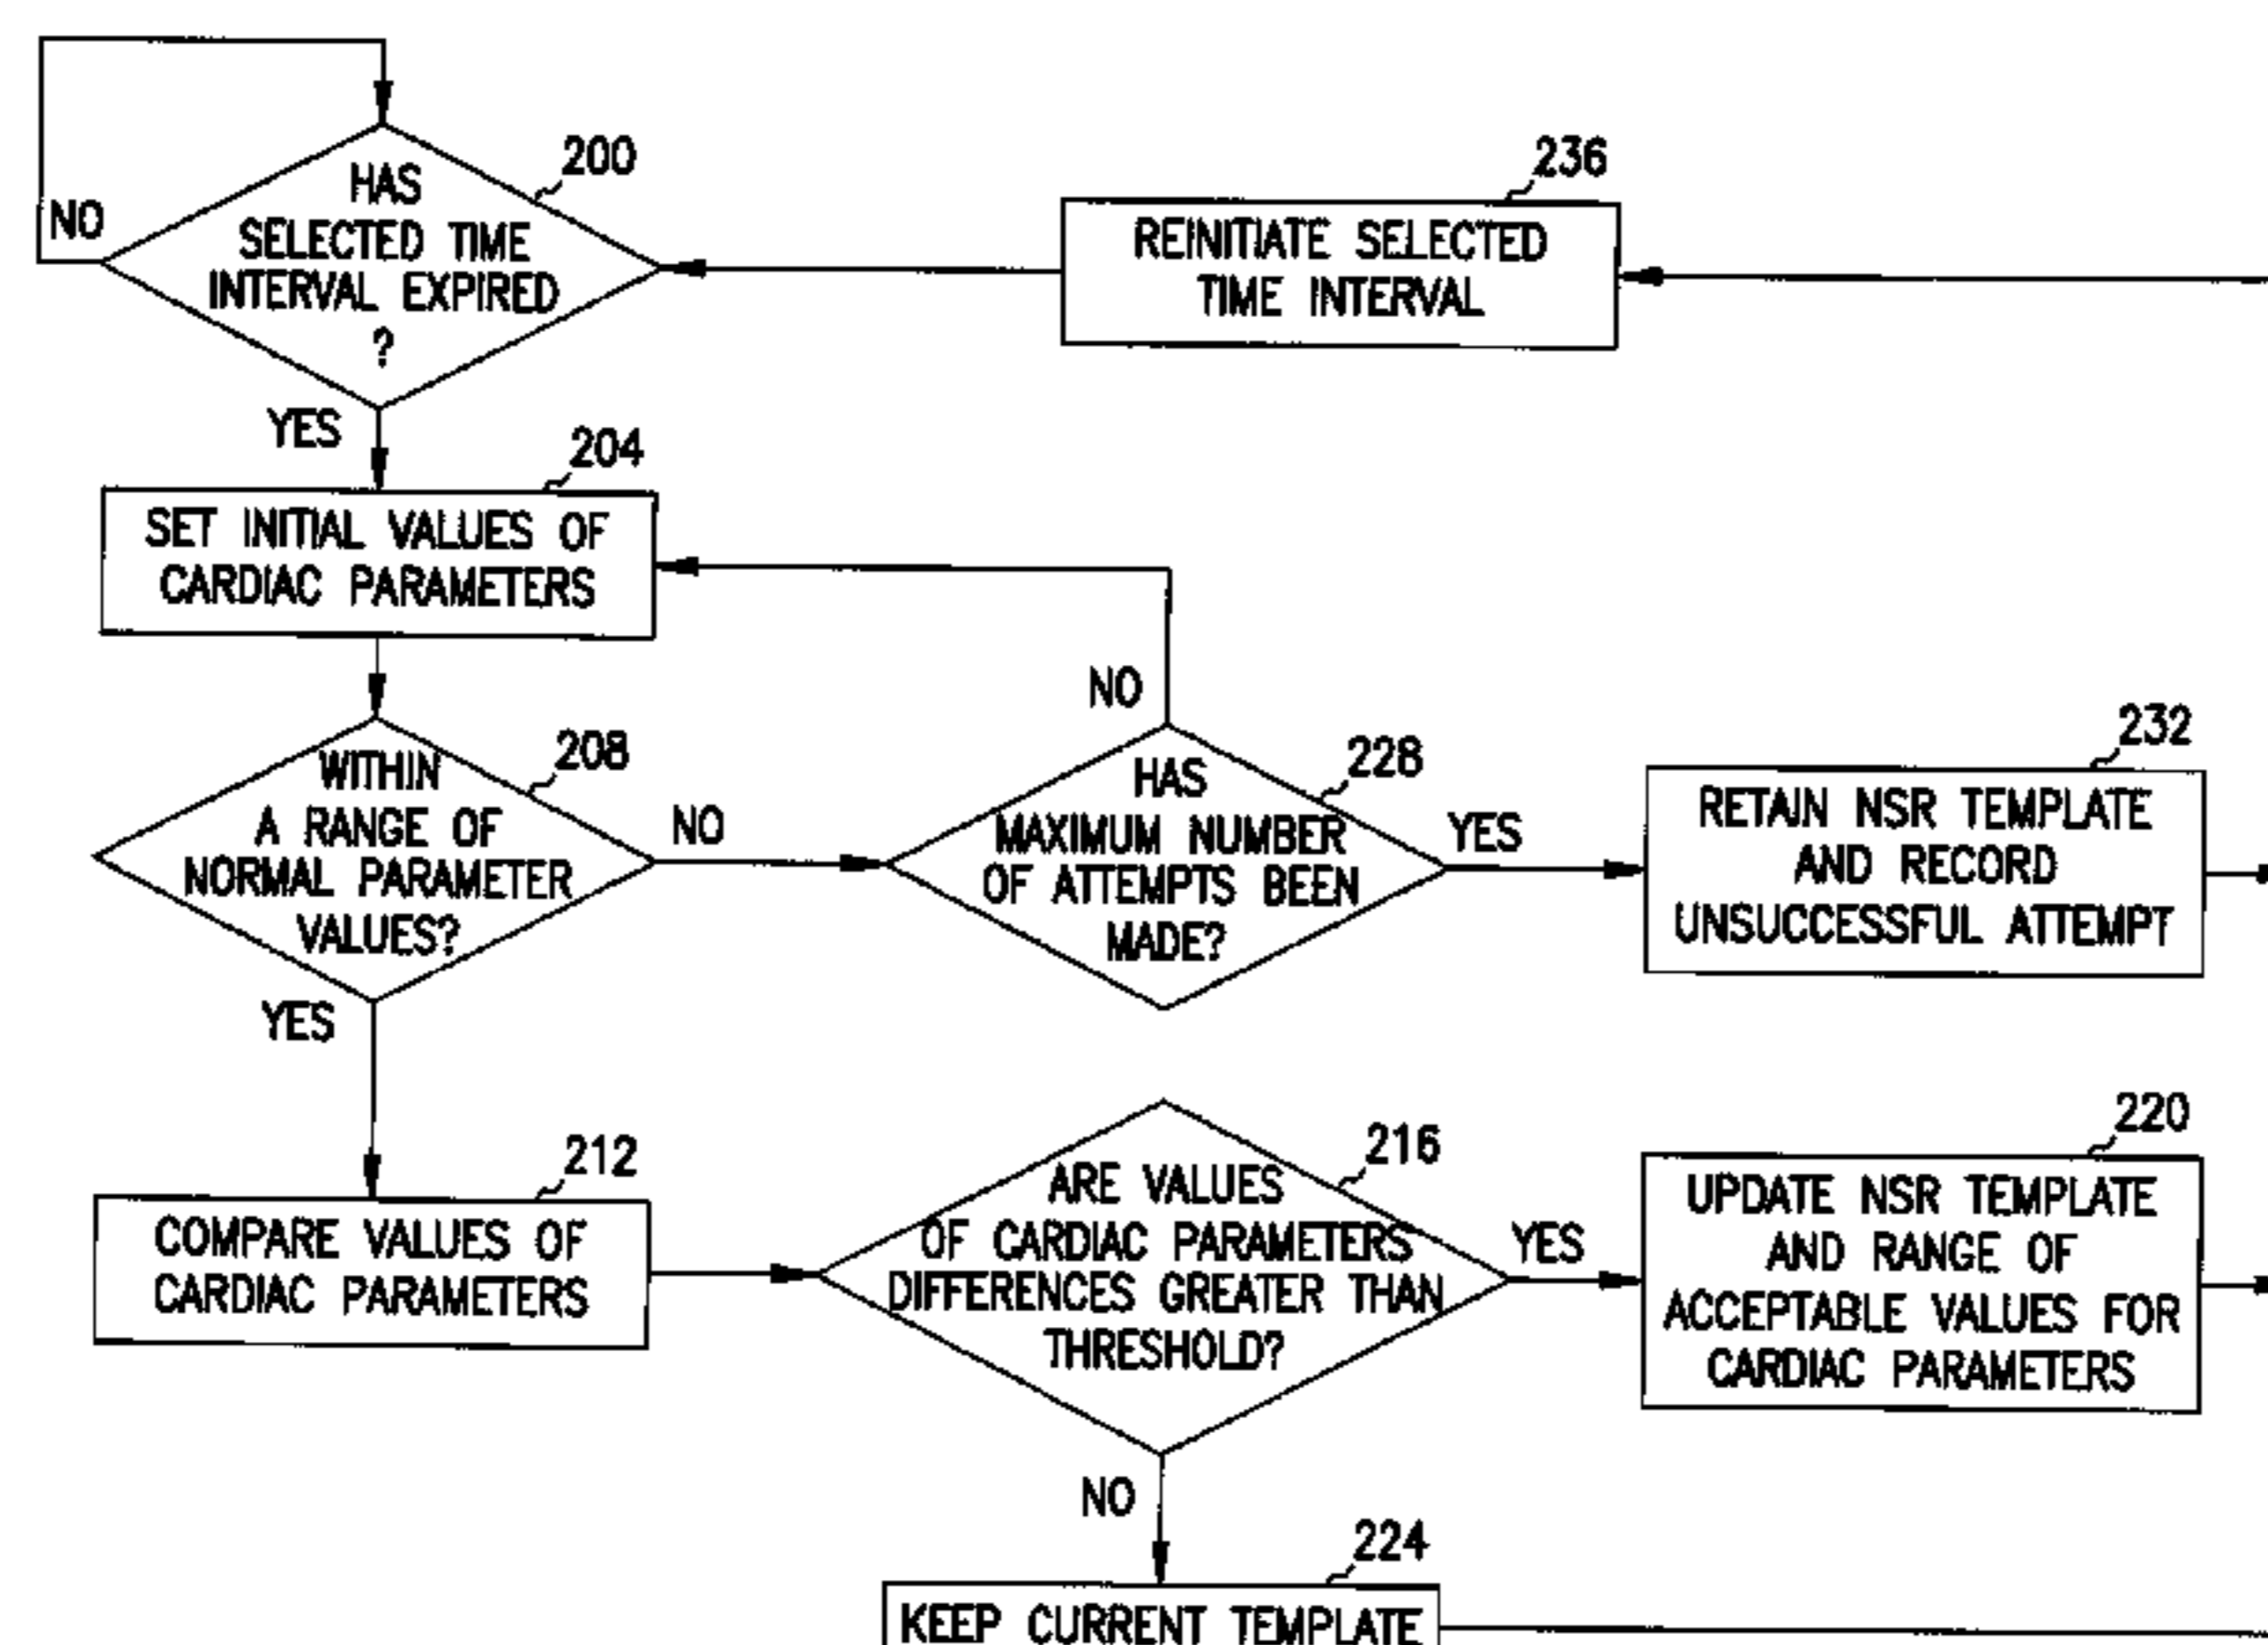 200
HAS
SELECTED TIME
INTERVAL EXPIRED
?
NO
YES
236
REINITIATE SELECTED
TIME INTERVAL
204
SET INITIAL VALUES OF
CARDIAC PARAMETERS
208
WITHIN
A RANGE OF
NORMAL PARAMETER
VALUES?
NO
YES
228
HAS
MAXIMUM NUMBER
OF ATTEMPTS BEEN
MADE?
NO
YES
232
RETAIN NSR TEMPLATE
AND RECORD
UNSUCCESSFUL ATTEMPT
212
COMPARE VALUES OF
CARDIAC PARAMETERS
216
ARE VALUES
OF CARDIAC PARAMETERS
DIFFERENCES GREATER THAN
THRESHOLD?
YES
NO
220
UPDATE NSR TEMPLATE
AND RANGE OF
ACCEPTABLE VALUES FOR
CARDIAC PARAMETERS
224
KEEP CURRENT TEMPLATE